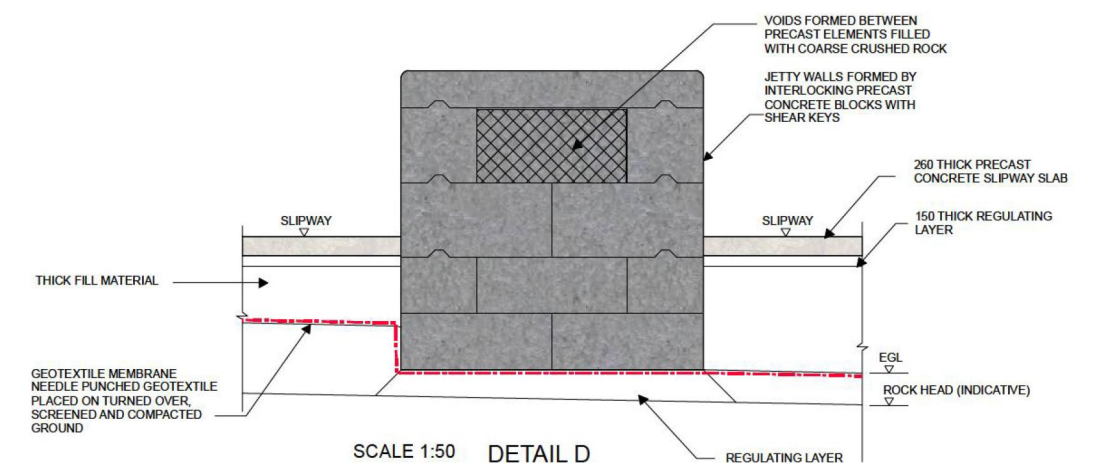 VOIDS FORMED BETWEEN
PRECAST ELEMENTS FILLED
WITH COARSE CRUSHED ROCK
JETTY WALLS FORMED BY
INTERLOCKING PRECAST
CONCRETE BLOCKS WITH
SHEAR KEYS
260 THICK PRECAST
CONCRETE SLIPWAY SLAB
SLIPWAY
SLIPWAY
150 THICK REGULATING
LAYER
THICK FILL MATERIAL
EGL
GEOTEXTILE MEMBRANE
NEEDLE PUNCHED GEOTEXTILE
PLACED ON TURNED OVER,
SCREENED AND COMPACTED
GROUND
ROCK HEAD (INDICATIVE)
SCALE 1:50 DETAIL D
REGULATING LAYER